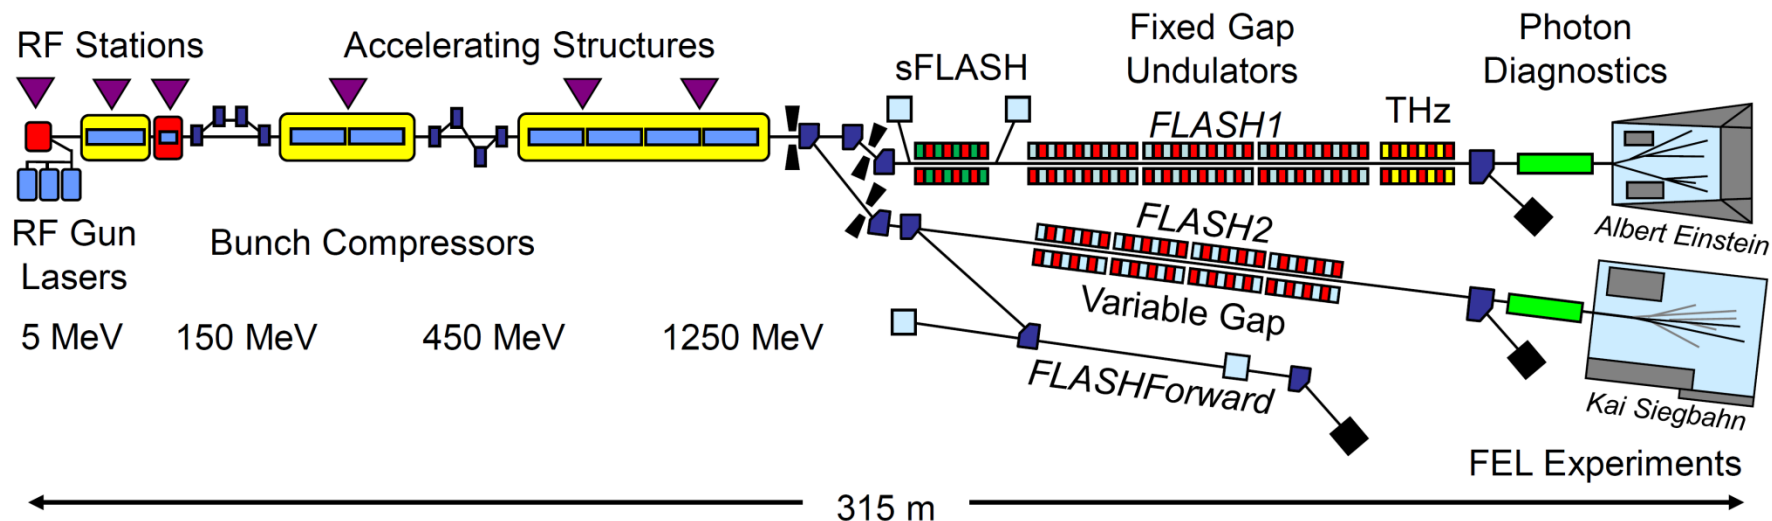 RF Stations
Accelerating Structures
sFLASH
Fixed Gap
Undulators
Photon
Diagnostics
THz
FLASH1
RF Gun
Lasers
Bunch Compressors
FLASH2
Variable Gap
Albert Einstein
5 MeV
150 MeV
450 MeV
1250 MeV
FLASHForward
Kai Siegbahn
FEL Experiments
315 m